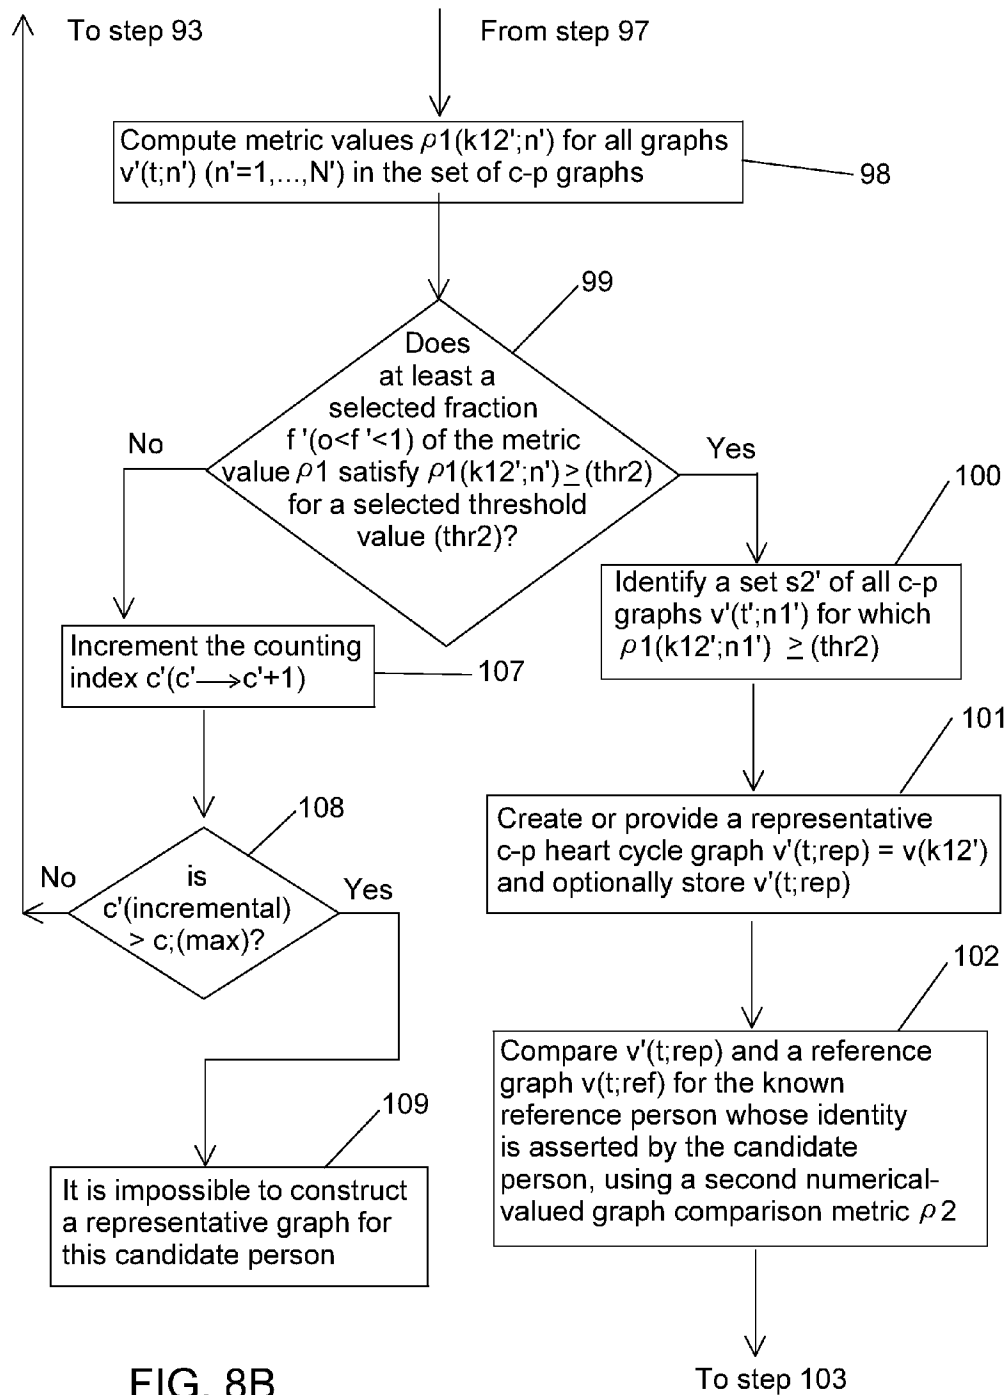 To step 93
From step 97
Compute metric values ρ1(k12';n') for all graphs
v'(t;n') (n'=1,...,N') in the set of c-p graphs
98
99
Does
at least a
selected fraction
f '(o<f '<1) of the metric
value ρ1 satisfy ρ1(k12';n') ≥ (thr2)
for a selected threshold
value (thr2)?
No
Yes
100
Identify a set s2' of all c-p
graphs v'(t';n1') for which
ρ1(k12';n1') ≥ (thr2)
Increment the counting
index c'(c'⟶c'+1)
107
101
Create or provide a representative
c-p heart cycle graph v'(t;rep) = v(k12')
and optionally store v'(t;rep)
108
No
is
c'(incremental)
> c;(max)?
Yes
102
Compare v'(t;rep) and a reference
graph v(t;ref) for the known
reference person whose identity
is asserted by the candidate
person, using a second numerical-
valued graph comparison metric ρ2
109
It is impossible to construct
a representative graph for
this candidate person
To step 103
FIG. 8B